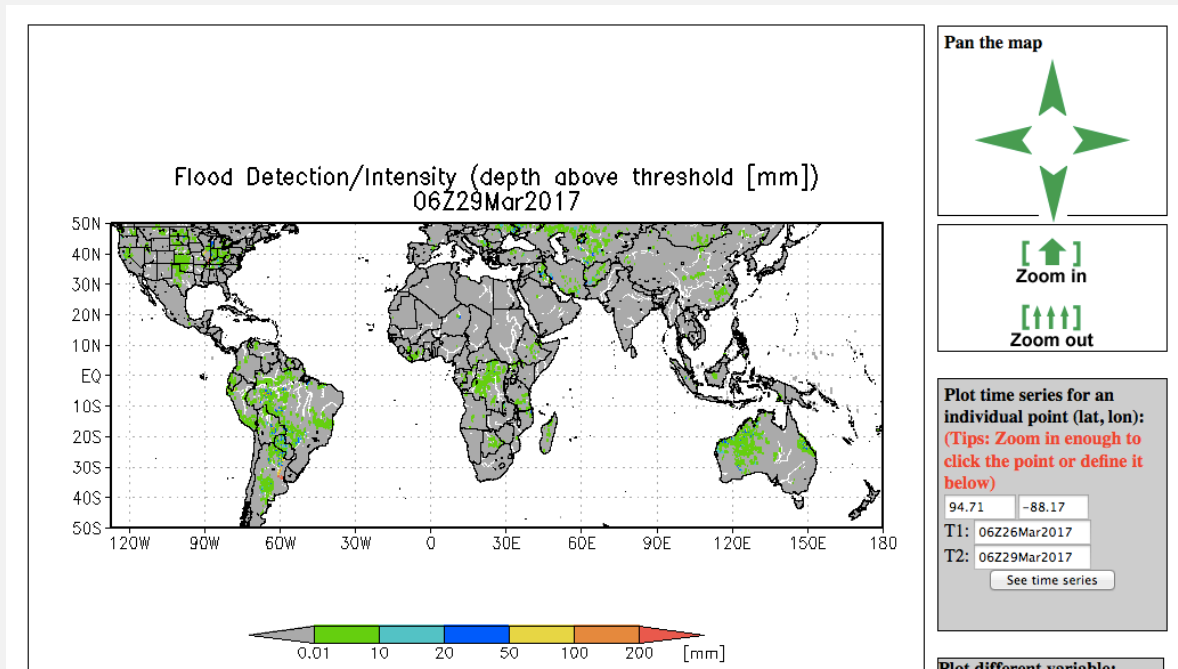 Flood Detection/Intensity (depth above threshold [mm])
06Z29Mar2017
50N
40N
30N
20N
10N
EQ
10S
20S
30S
40S
50S
120W 90W 60W 30W 0 30E 60E 90E 120E 150E 180
0.01 10 20 50 100 200 [mm]
Pan the map
[ ]
Zoom in
[ ]
Zoom out
Plot time series for an
individual point (lat, lon):
(Tips: Zoom in enough to
click the point or define it
below)
94.71 -88.17
T1: 06Z26Mar2017
T2: 06Z29Mar2017
See time series
Plot different variable: